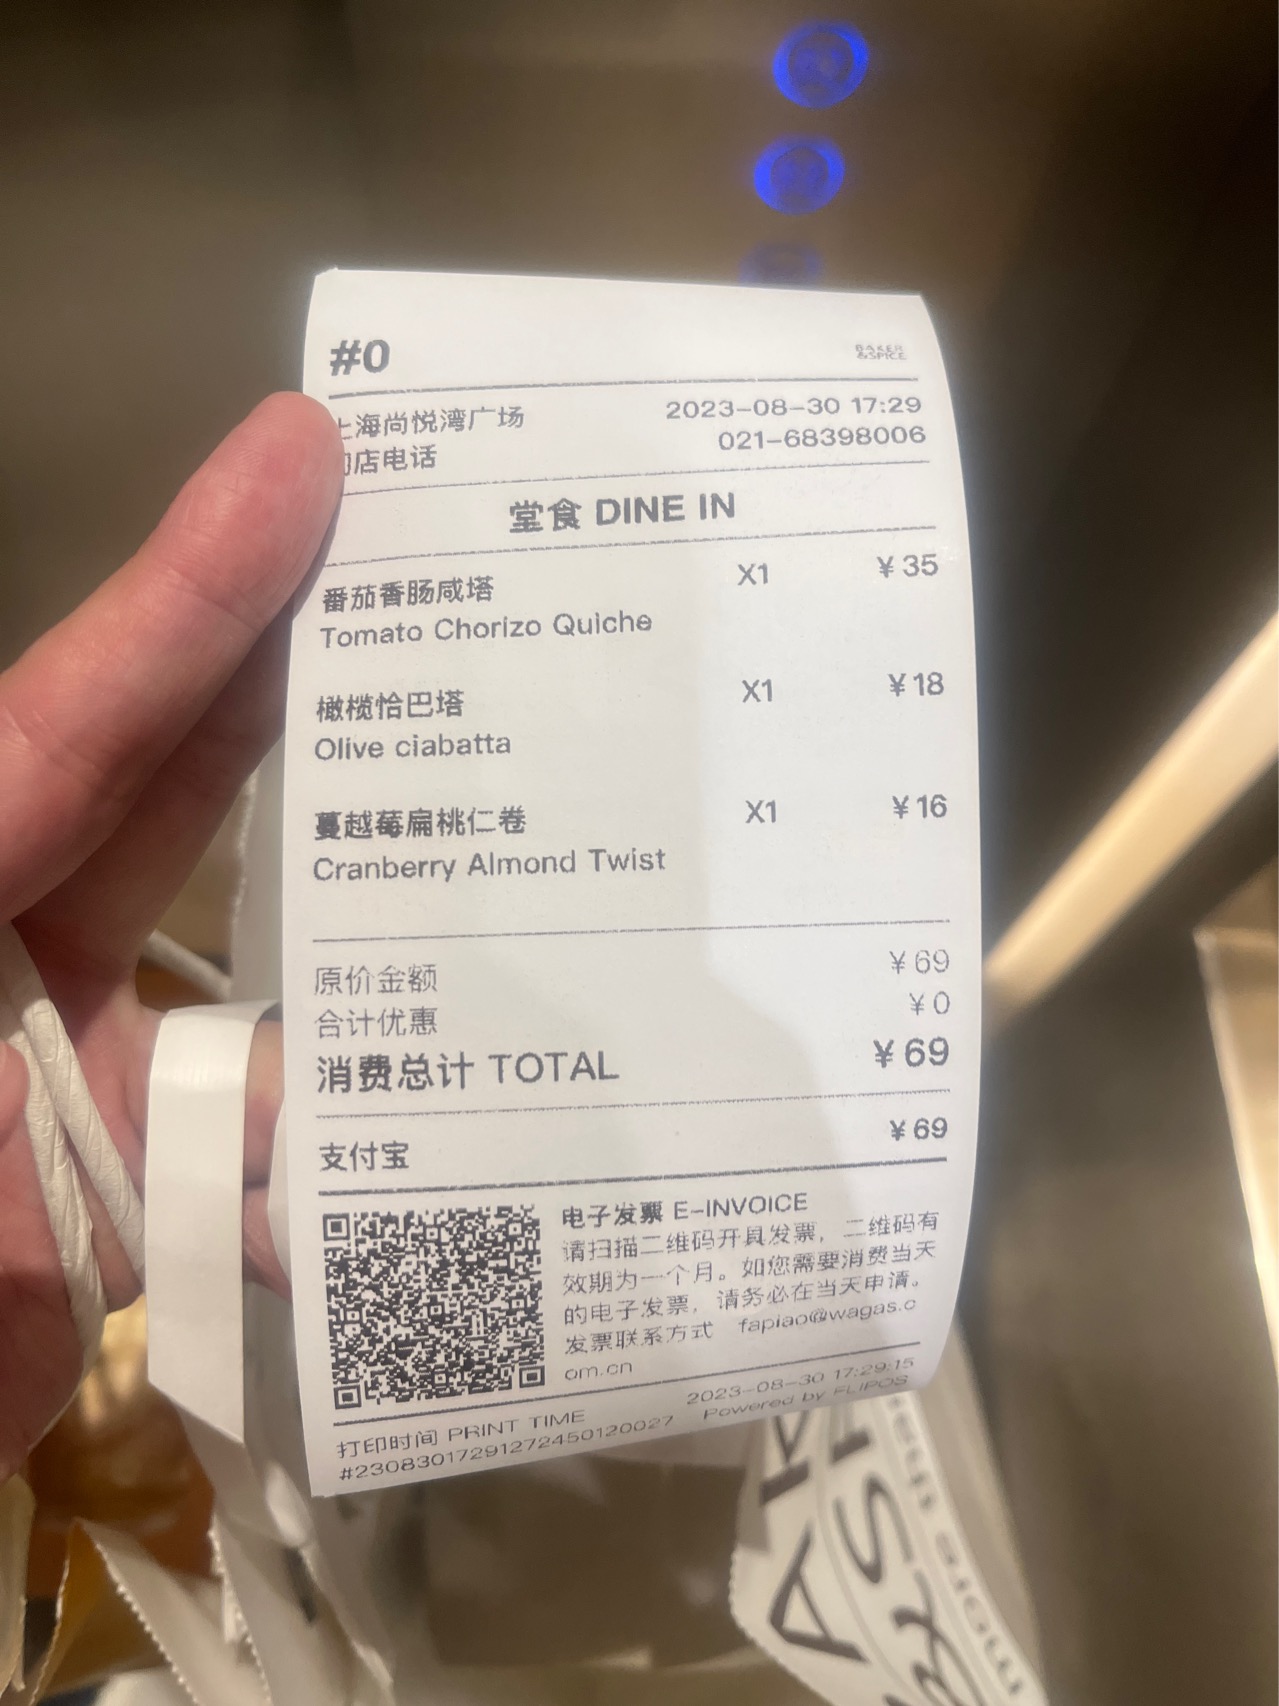 #0
BAKER
&SPICE
上海尚悦湾广场 2023-08-30 17:29
店电话 021-68398006
堂食 DINE IN
番茄香肠咸塔 X1 ¥35
Tomato Chorizo Quiche
橄榄恰巴塔 X1 ¥18
Olive ciabatta
蔓越莓扁桃仁卷 X1 ¥16
Cranberry Almond Twist
原价金额 ¥69
合计优惠 ¥0
消费总计 TOTAL ¥69
支付宝 ¥69
电子发票 E-INVOICE
请扫描二维码开具发票，二维码有
效期为一个月。如您需要消费当天
的电子发票，请务必在当天申请。
发票联系方式 fapiao@wagas.c
om.cn
打印时间 PRINT TIME 2023-08-30 17:29:15
#2308301729127245012​0027 Powered by FLIPOS